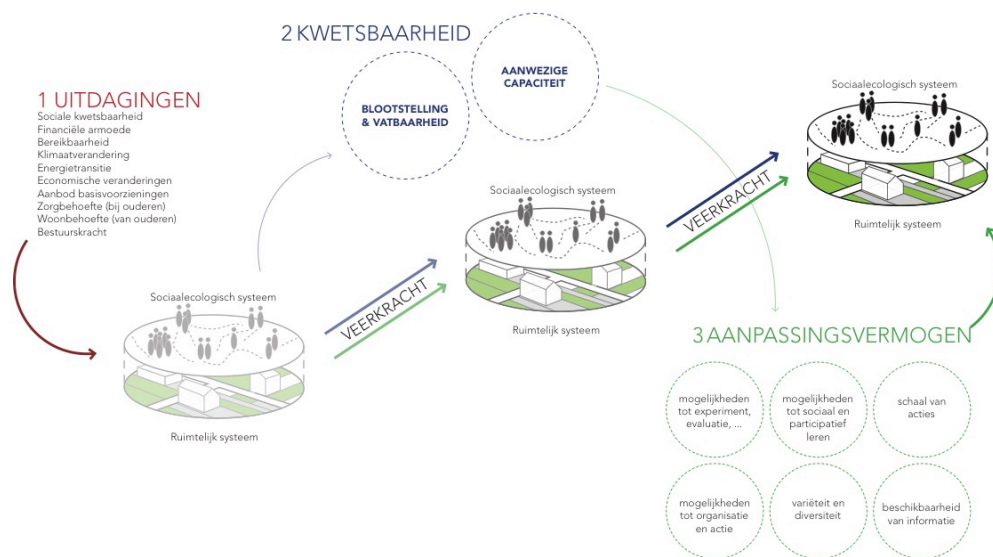 2 KWETSBAARHEID
BLOOTSTELLING
& VATBAARHEID
AANWEZIGE
CAPACITEIT
1 UITDAGINGEN
Sociale kwetsbaarheid
Financiële armoede
Bereikbaarheid
Klimaatverandering
Energietransitie
Economische veranderingen
Aanbod basisvoorzieningen
Zorgbehoefte (bij ouderen)
Woonbehoefte (van ouderen)
Bestuurskracht
Sociaalecologisch systeem
Ruimtelijk systeem
VEERKRACHT
Sociaalecologisch systeem
Ruimtelijk systeem
VEERKRACHT
Sociaalecologisch systeem
Ruimtelijk systeem
3 AANPASSINGSVERMOGEN
mogelijkheden
tot experiment,
evaluatie, ...
mogelijkheden
tot sociaal en
participatief
leren
schaal van
acties
mogelijkheden
tot organisatie
en actie
variëteit en
diversiteit
beschikbaarheid
van informatie